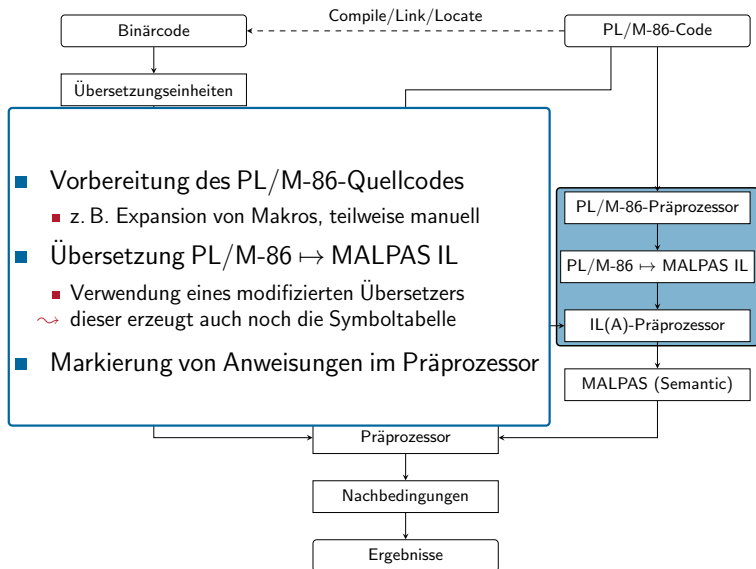 Compile/Link/Locate
Binärcode
PL/M-86-Code
Übersetzungseinheiten
■ Vorbereitung des PL/M-86-Quellcodes
■ z. B. Expansion von Makros, teilweise manuell
■ Übersetzung PL/M-86 ↦ MALPAS IL
■ Verwendung eines modifizierten Übersetzers
⇝ dieser erzeugt auch noch die Symboltabelle
■ Markierung von Anweisungen im Präprozessor
PL/M-86-Präprozessor
PL/M-86 ↦ MALPAS IL
IL(A)-Präprozessor
MALPAS (Semantic)
Präprozessor
Nachbedingungen
Ergebnisse